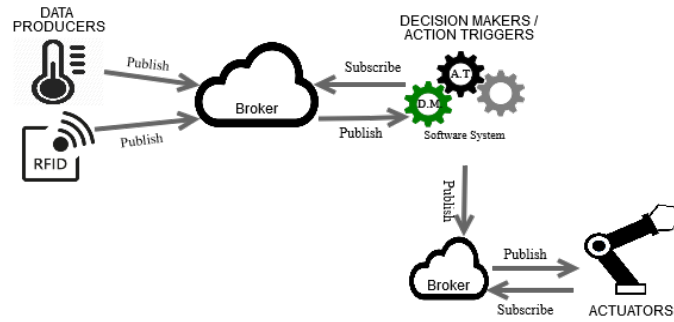 DATA
PRODUCERS
DECISION MAKERS /
ACTION TRIGGERS
Publish
Subscribe
A.T.
D.M.
Broker
Publish
Software System
Publish
RFID
Publish
Publish
Broker
Subscribe
ACTUATORS